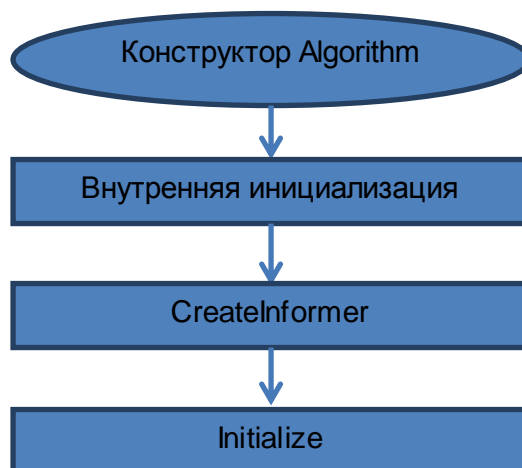 Конструктор Algorithm
Внутренняя инициализация
CreateInformer
Initialize